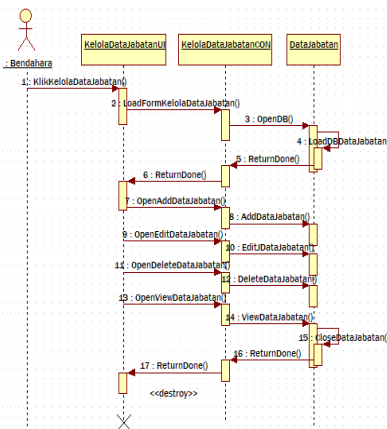 KelolaDataJabatanUI
KelolaDataJabatanCON
DataJabatan
: Bendahara
1 : KlikKelolaDataJabatan()
2 : LoadFormKelolaDataJabatan()
3 : OpenDB()
4 : LoadDBDataJabatan
5 : ReturnDone()
6 : ReturnDone()
7 : OpenAddDataJabatan()
8 : AddDataJabatan()
9 : OpenEditDataJabatan()
10 : EditJDataJabatan()
11 : OpenDeleteDataJabatan()
12 : DeleteDataJabatan()
13 : OpenViewDataJabatan()
14 : ViewDataJabatan()
15 : CloseDataJabatan()
16 : ReturnDone()
17 : ReturnDone()
<<destroy>>